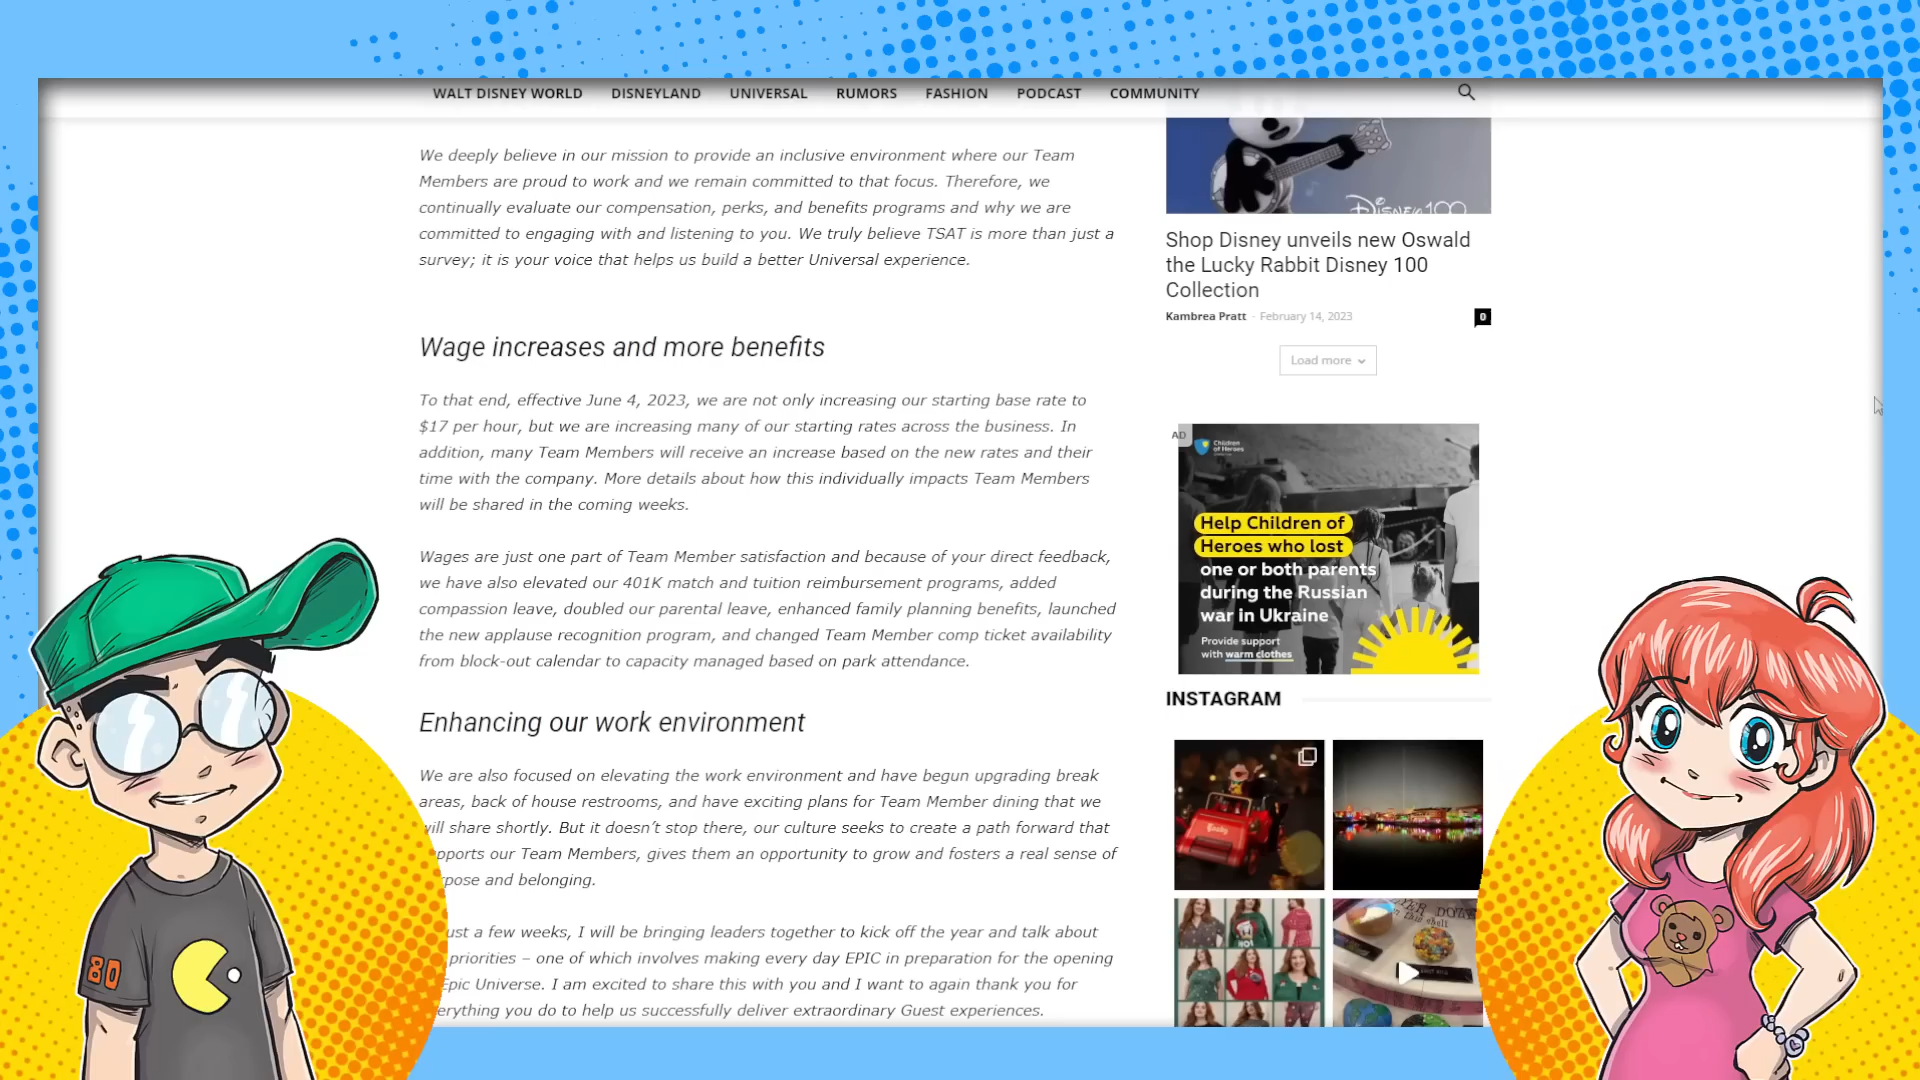 WALT DISNEY WORLD DISNEYLAND UNIVERSAL RUMORS FASHION PODCAST COMMUNITY
We deeply believe in our mission to provide an inclusive environment where our Team
Members are proud to work and we remain committed to that focus. Therefore, we
continually evaluate our compensation, perks, and benefits programs and why we are
committed to engaging with and listening to you. We truly believe TSAT is more than just a
survey; it is your voice that helps us build a better Universal experience.
Wage increases and more benefits
To that end, effective June 4, 2023, we are not only increasing our starting base rate to
$17 per hour, but we are increasing many of our starting rates across the business. In
addition, many Team Members will receive an increase based on the new rates and their
time with the company. More details about how this individually impacts Team Members
will be shared in the coming weeks.
Wages are just one part of Team Member satisfaction and because of your direct feedback,
we have also elevated our 401K match and tuition reimbursement programs, added
compassion leave, doubled our parental leave, enhanced family planning benefits, launched
the new applause recognition program, and changed Team Member comp ticket availability
from block-out calendar to capacity managed based on park attendance.
Enhancing our work environment
We are also focused on elevating the work environment and have begun upgrading break
areas, back of house restrooms, and have exciting plans for Team Member dining that we
will share shortly. But it doesn't stop there, our culture seeks to create a path forward that
pports our Team Members, gives them an opportunity to grow and fosters a real sense of
pose and belonging.
ust a few weeks, I will be bringing leaders together to kick off the year and talk about
priorities – one of which involves making every day EPIC in preparation for the opening
Epic Universe. I am excited to share this with you and I want to again thank you for
erything you do to help us successfully deliver extraordinary Guest experiences.
Disney100
Shop Disney unveils new Oswald
the Lucky Rabbit Disney 100
Collection
Kambrea Pratt - February 14, 2023
0
Load more
AD
Children
of Heroes
Help Children of
Heroes who lost
one or both parents
during the Russian
war in Ukraine
Provide support
with warm clothes
INSTAGRAM
80